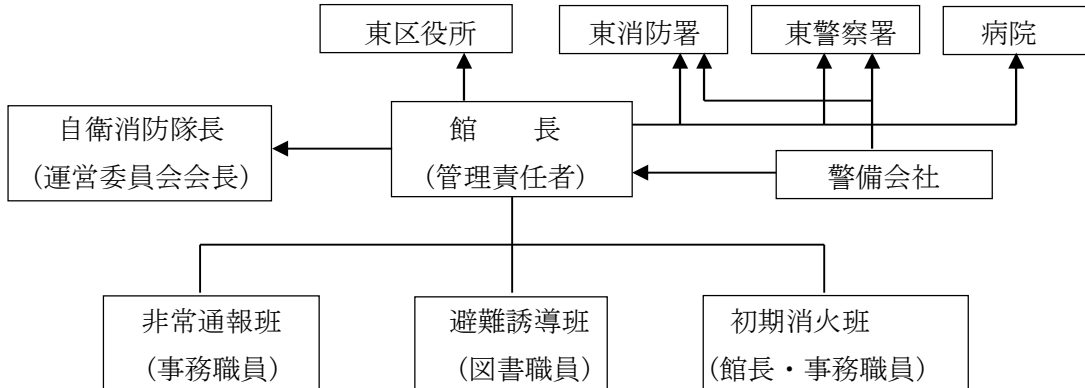 東区役所
東消防署
東警察署
病院
自衛消防隊長
(運営委員会会長)
館　長
(管理責任者)
警備会社
非常通報班
(事務職員)
避難誘導班
(図書職員)
初期消火班
(館長・事務職員)